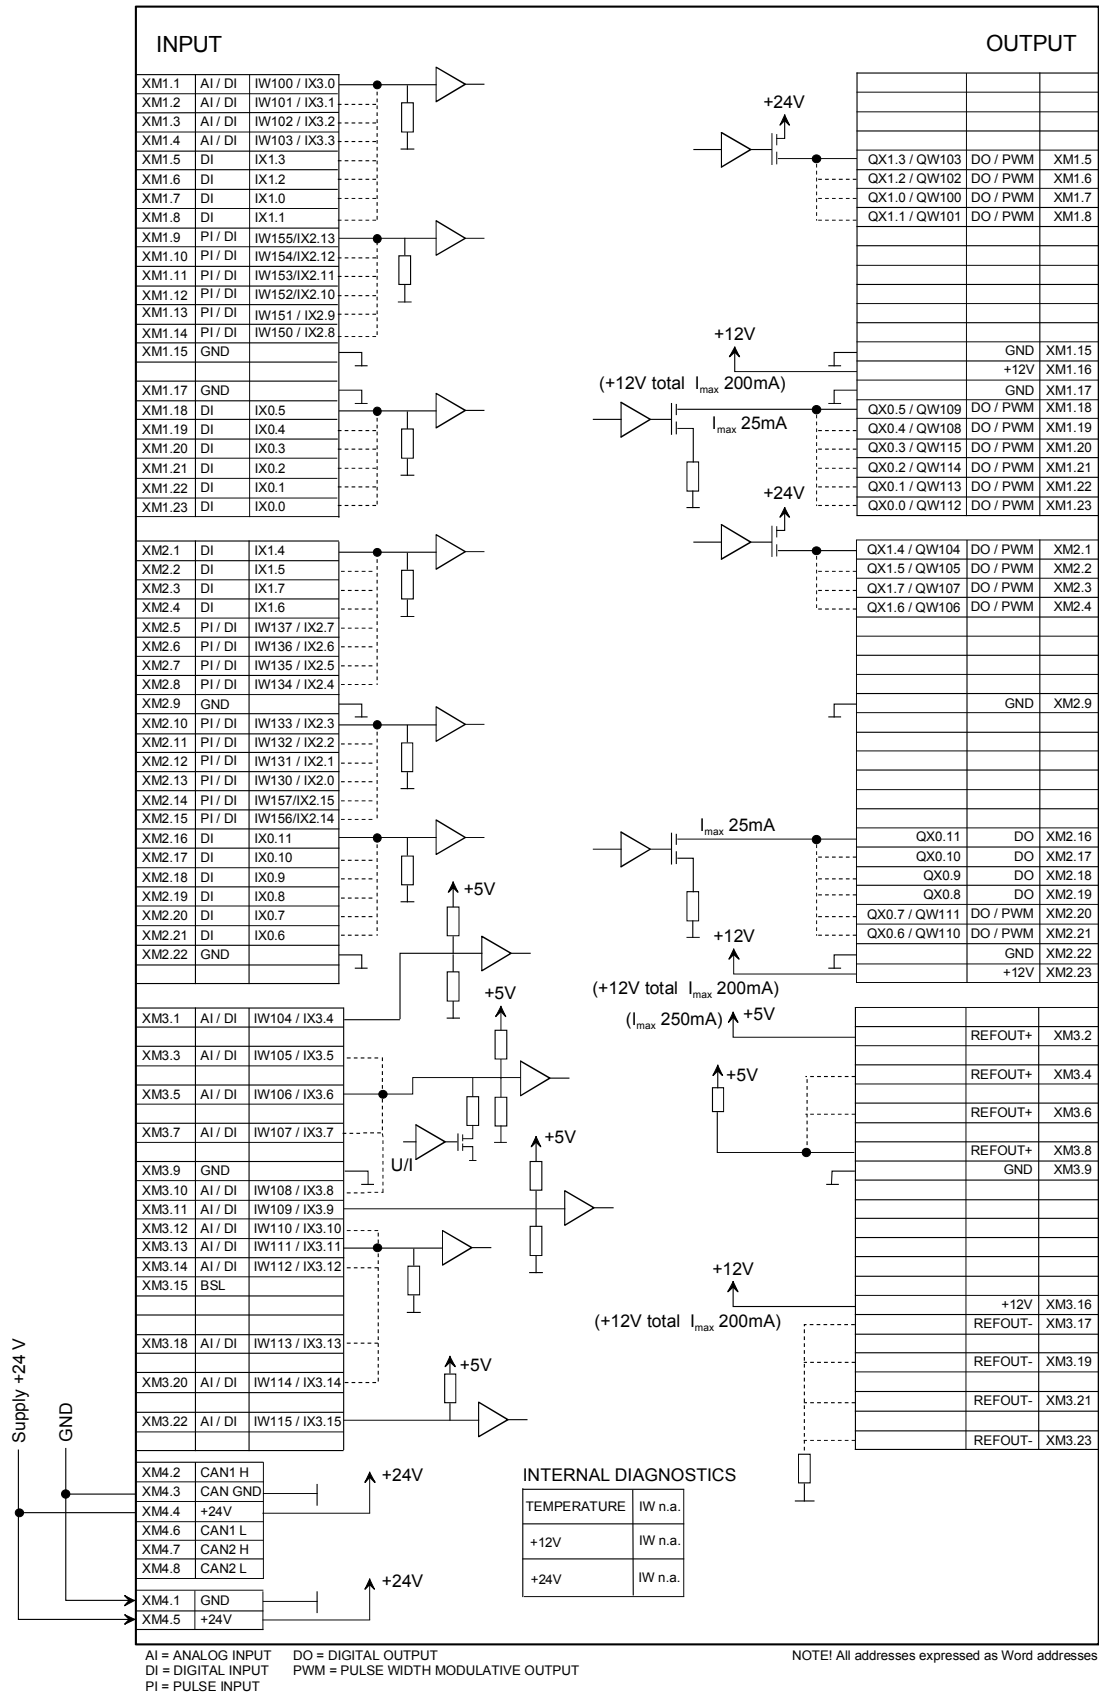 INPUT
OUTPUT
XM1.1 AI / DI IW100 / IX3.0
XM1.2 AI / DI IW101 / IX3.1
XM1.3 AI / DI IW102 / IX3.2
XM1.4 AI / DI IW103 / IX3.3
XM1.5 DI IX1.3
XM1.6 DI IX1.2
XM1.7 DI IX1.0
XM1.8 DI IX1.1
XM1.9 PI / DI IW155/IX2.13
XM1.10 PI / DI IW154/IX2.12
XM1.11 PI / DI IW153/IX2.11
XM1.12 PI / DI IW152/IX2.10
XM1.13 PI / DI IW151 / IX2.9
XM1.14 PI / DI IW150 / IX2.8
XM1.15 GND
XM1.17 GND
XM1.18 DI IX0.5
XM1.19 DI IX0.4
XM1.20 DI IX0.3
XM1.21 DI IX0.2
XM1.22 DI IX0.1
XM1.23 DI IX0.0
XM2.1 DI IX1.4
XM2.2 DI IX1.5
XM2.3 DI IX1.7
XM2.4 DI IX1.6
XM2.5 PI / DI IW137 / IX2.7
XM2.6 PI / DI IW136 / IX2.6
XM2.7 PI / DI IW135 / IX2.5
XM2.8 PI / DI IW134 / IX2.4
XM2.9 GND
XM2.10 PI / DI IW133 / IX2.3
XM2.11 PI / DI IW132 / IX2.2
XM2.12 PI / DI IW131 / IX2.1
XM2.13 PI / DI IW130 / IX2.0
XM2.14 PI / DI IW157/IX2.15
XM2.15 PI / DI IW156/IX2.14
XM2.16 DI IX0.11
XM2.17 DI IX0.10
XM2.18 DI IX0.9
XM2.19 DI IX0.8
XM2.20 DI IX0.7
XM2.21 DI IX0.6
XM2.22 GND
+5V
XM3.1 AI / DI IW104 / IX3.4
+5V
XM3.3 AI / DI IW105 / IX3.5
XM3.5 AI / DI IW106 / IX3.6
XM3.7 AI / DI IW107 / IX3.7
U/I
+5V
XM3.9 GND
XM3.10 AI / DI IW108 / IX3.8
XM3.11 AI / DI IW109 / IX3.9
XM3.12 AI / DI IW110 / IX3.10
XM3.13 AI / DI IW111 / IX3.11
XM3.14 AI / DI IW112 / IX3.12
XM3.15 BSL
XM3.18 AI / DI IW113 / IX3.13
XM3.20 AI / DI IW114 / IX3.14
+5V
XM3.22 AI / DI IW115 / IX3.15
Supply +24 V
GND
XM4.2 CAN1 H
XM4.3 CAN GND
XM4.4 +24V
XM4.6 CAN1 L
XM4.7 CAN2 H
XM4.8 CAN2 L
+24V
XM4.1 GND
XM4.5 +24V
+24V
+24V
QX1.3 / QW103 DO / PWM XM1.5
QX1.2 / QW102 DO / PWM XM1.6
QX1.0 / QW100 DO / PWM XM1.7
QX1.1 / QW101 DO / PWM XM1.8
+12V
GND XM1.15
+12V XM1.16
(+12V total Imax 200mA)
GND XM1.17
Imax 25mA
QX0.5 / QW109 DO / PWM XM1.18
QX0.4 / QW108 DO / PWM XM1.19
QX0.3 / QW115 DO / PWM XM1.20
QX0.2 / QW114 DO / PWM XM1.21
QX0.1 / QW113 DO / PWM XM1.22
QX0.0 / QW112 DO / PWM XM1.23
+24V
QX1.4 / QW104 DO / PWM XM2.1
QX1.5 / QW105 DO / PWM XM2.2
QX1.7 / QW107 DO / PWM XM2.3
QX1.6 / QW106 DO / PWM XM2.4
GND XM2.9
Imax 25mA
QX0.11 DO XM2.16
QX0.10 DO XM2.17
QX0.9 DO XM2.18
QX0.8 DO XM2.19
QX0.7 / QW111 DO / PWM XM2.20
QX0.6 / QW110 DO / PWM XM2.21
+12V
GND XM2.22
+12V XM2.23
(+12V total Imax 200mA)
(Imax 250mA) +5V
REFOUT+ XM3.2
+5V
REFOUT+ XM3.4
REFOUT+ XM3.6
REFOUT+ XM3.8
GND XM3.9
+12V
+12V XM3.16
(+12V total Imax 200mA)
REFOUT- XM3.17
REFOUT- XM3.19
REFOUT- XM3.21
REFOUT- XM3.23
INTERNAL DIAGNOSTICS
TEMPERATURE IW n.a.
+12V IW n.a.
+24V IW n.a.
AI = ANALOG INPUT DO = DIGITAL OUTPUT
DI = DIGITAL INPUT PWM = PULSE WIDTH MODULATIVE OUTPUT
PI = PULSE INPUT
NOTE! All addresses expressed as Word addresses